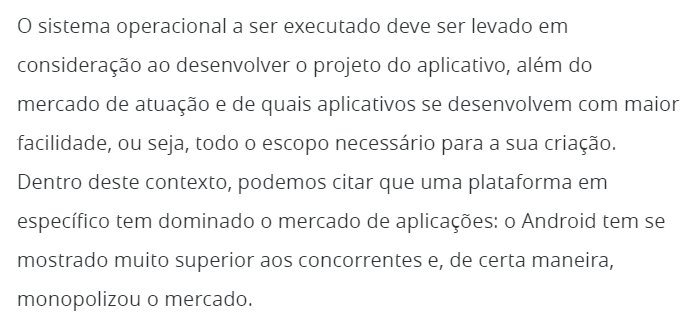 O sistema operacional a ser executado deve ser levado em
consideração ao desenvolver o projeto do aplicativo, além do
mercado de atuação e de quais aplicativos se desenvolvem com maior
facilidade, ou seja, todo o escopo necessário para a sua criação.
Dentro deste contexto, podemos citar que uma plataforma em
específico tem dominado o mercado de aplicações: o Android tem se
mostrado muito superior aos concorrentes e, de certa maneira,
monopolizou o mercado.